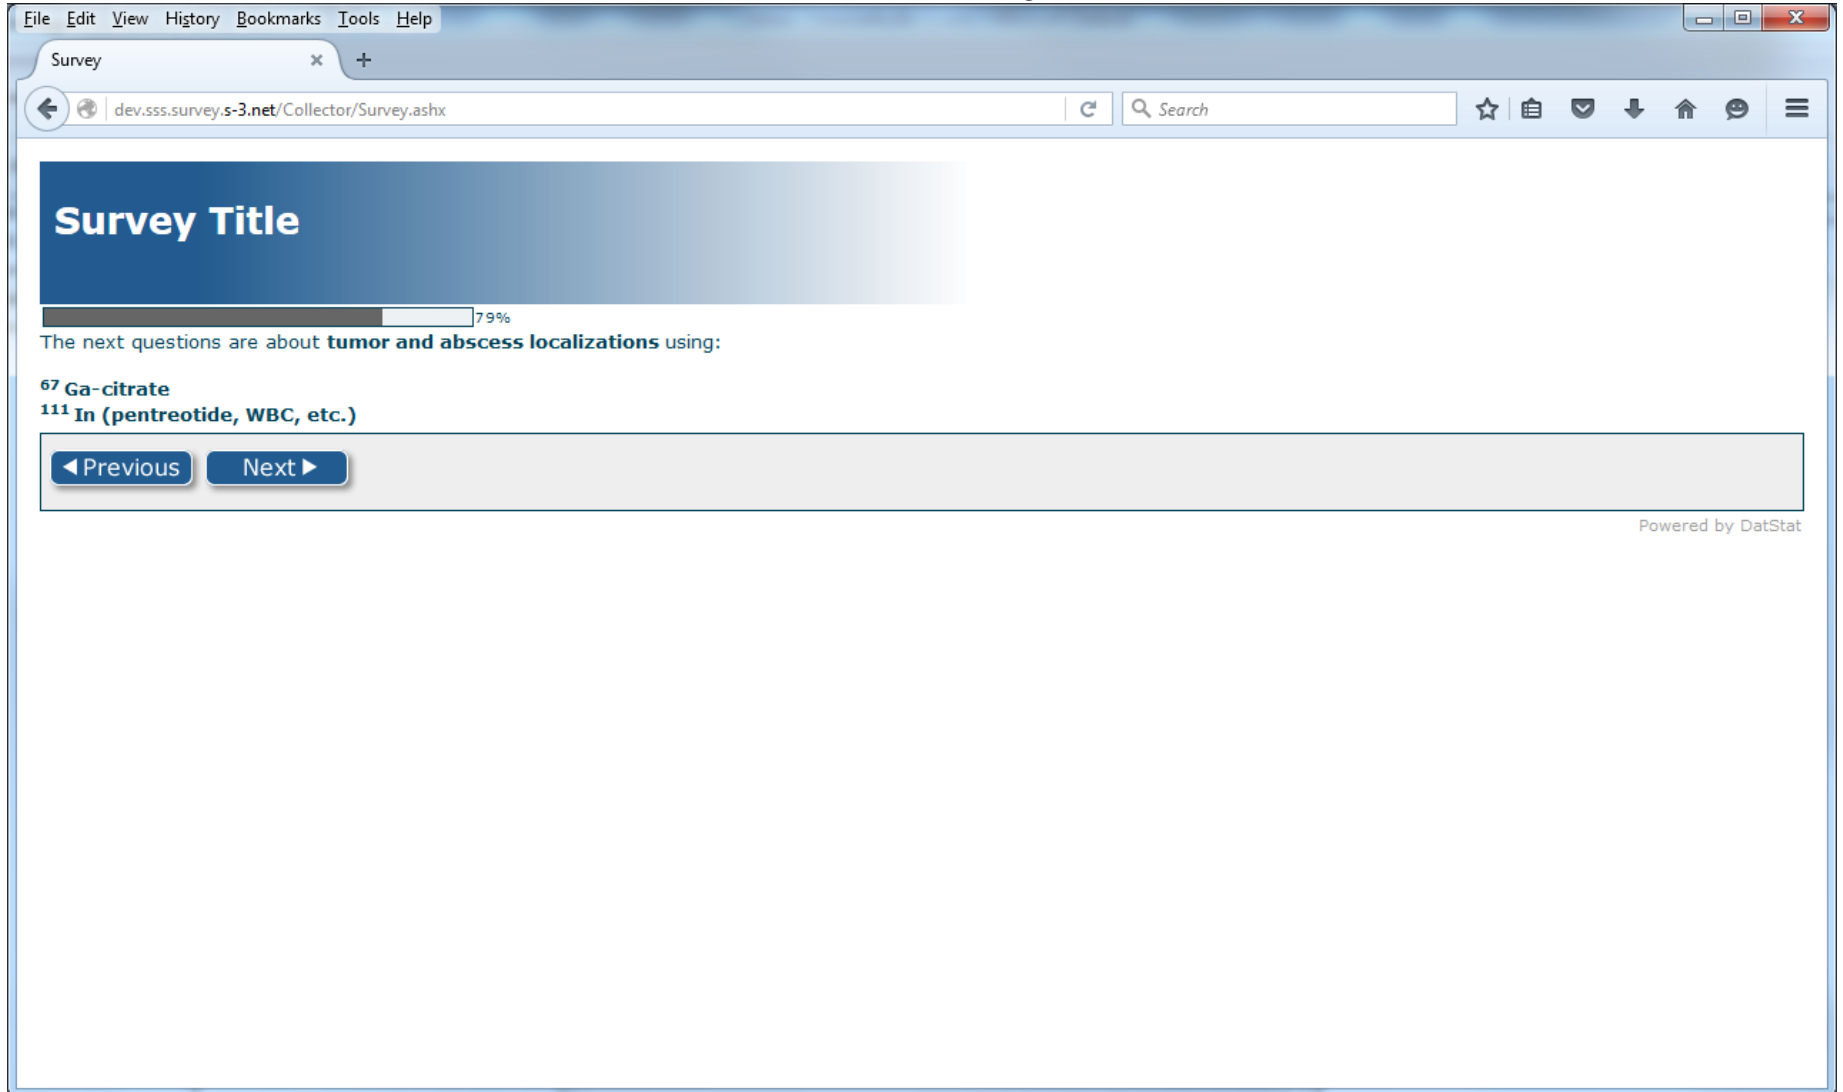 File Edit View History Bookmarks Tools Help
Survey
dev.sss.survey.s-3.net/Collector/Survey.ashx
Search
Survey Title
79%
The next questions are about tumor and abscess localizations using:
67 Ga-citrate
111 In (pentreotide, WBC, etc.)
Previous Next
Powered by DatStat